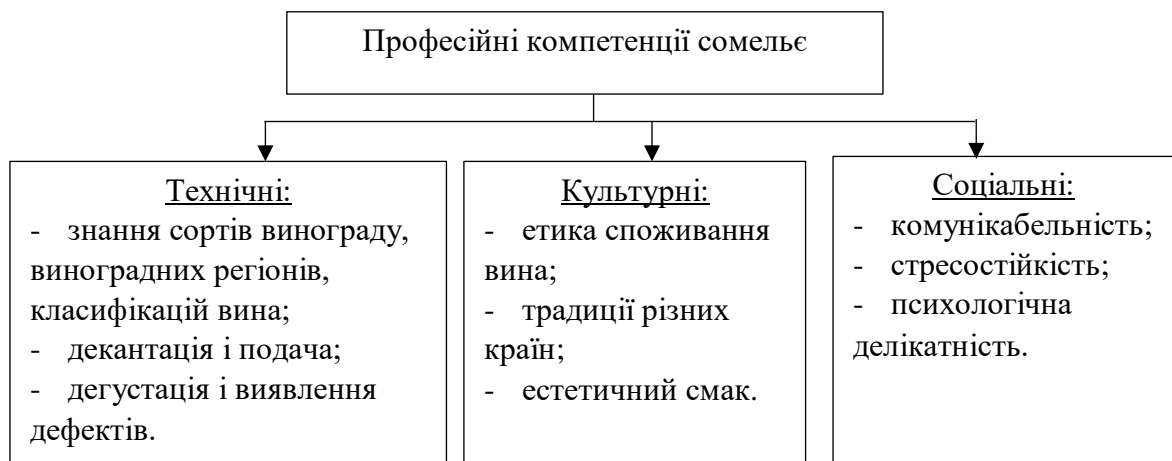 Професійні компетенції сомельє
Технічні:
- знання сортів винограду,
виноградних регіонів,
класифікацій вина;
- декантація і подача;
- дегустація і виявлення
дефектів.
Культурні:
- етика споживання
вина;
- традиції різних
країн;
- естетичний смак.
Соціальні:
- комунікабельність;
- стресостійкість;
- психологічна
делікатність.